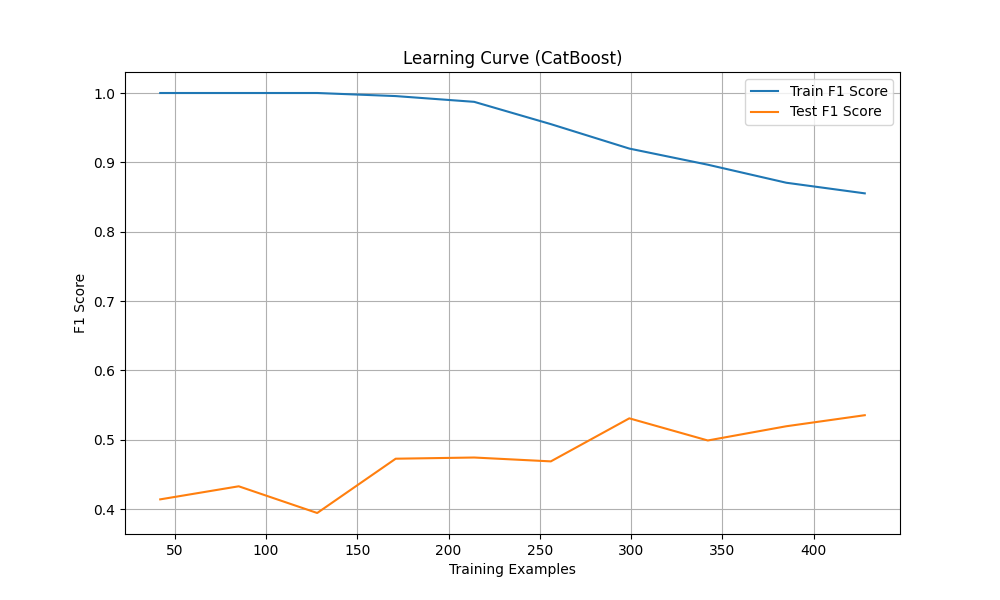 Learning Curve (CatBoost)
Train F1 Score
Test F1 Score
1.0
0.9
0.8
0.7
0.6
0.5
0.4
F1 Score
50 100 150 200 250 300 350 400
Training Examples